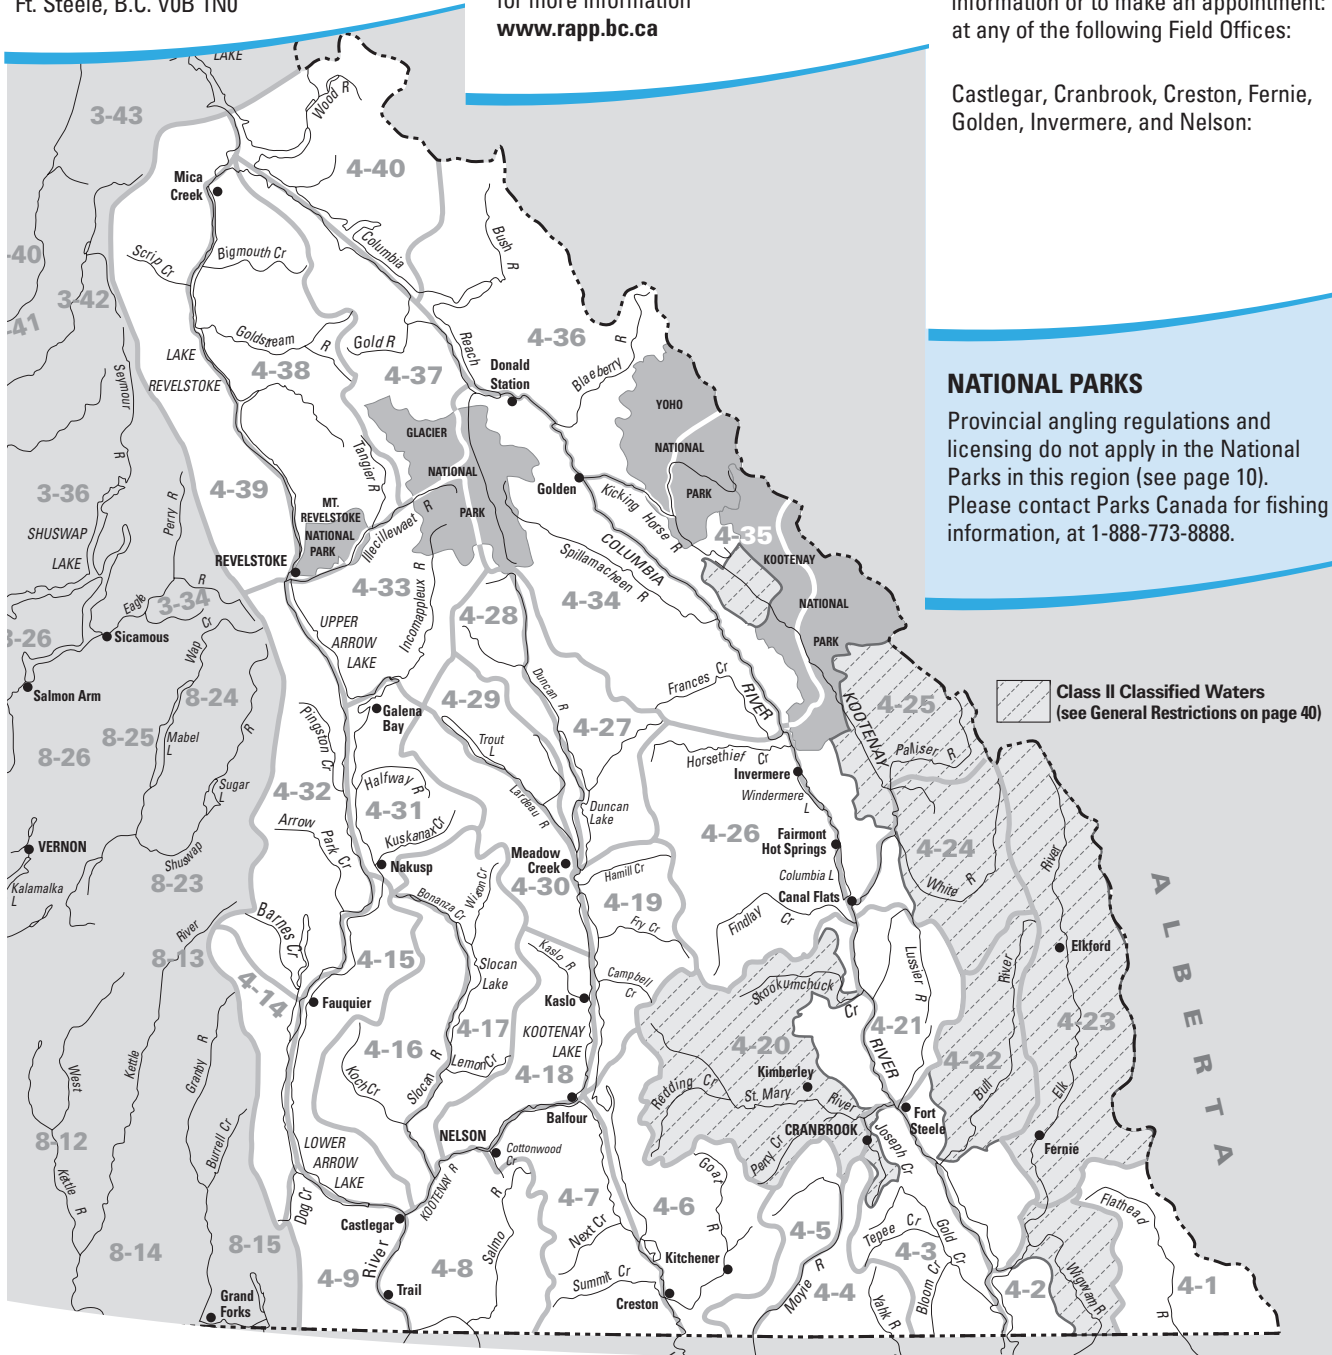 Ft. Steele, B.C. V0B 1N0
for more information
www.rapp.bc.ca
information or to make an appointment:
at any of the following Field Offices:
Castlegar, Cranbrook, Creston, Fernie,
Golden, Invermere, and Nelson:
NATIONAL PARKS
Provincial angling regulations and
licensing do not apply in the National
Parks in this region (see page 10).
Please contact Parks Canada for fishing
information, at 1-888-773-8888.
Class II Classified Waters
(see General Restrictions on page 40)
LAKE
3-43
Wood R
4-40
Mica
Creek
Columbia
Bush R
Scrip Cr
Bigmouth Cr
-40
3-42
-41
Goldstream R
Gold R
Reach
4-36
LAKE
REVELSTOKE
4-38
4-37
Donald
Station
Blaeberry R
Seymour R
YOHO
NATIONAL
PARK
GLACIER
NATIONAL
PARK
Tangier R
3-36
Perry R
4-39
Golden
Kicking Horse R
MT.
REVELSTOKE
NATIONAL
PARK
Illecillewaet R
SHUSWAP
LAKE
REVELSTOKE
4-35
COLUMBIA
KOOTENAY
NATIONAL
PARK
Spillamacheen R
4-33
Incomappleux R
4-28
4-34
Eagle R
3-34
3-26
Sicamous
Wap Cr
UPPER
ARROW
LAKE
Salmon Arm
8-24
4-29
Duncan R
Frances Cr
RIVER
KOOTENAY
4-25
Palliser R
Galena
Bay
Pingston Cr
8-25
Mabel
L
8-26
Trout
L
4-27
Horsethief Cr
Invermere
Windermere
L
Sugar
L
R
4-32
Halfway R
4-31
Lardeau R
Duncan
Lake
Arrow Park Cr
Kuskanax Cr
4-26
Fairmont
Hot Springs
4-24
River
VERNON
Shuswap
Nakusp
Meadow
Creek
4-30
Hamill Cr
Columbia L
White R
Kalamalka
L
8-23
Bonanza Cr
Wilson Cr
4-19
Canal Flats
ALBERTA
Barnes Cr
Fry Cr
Findlay Cr
River
8-13
4-15
Slocan
Lake
Kaslo R
Campbell
Cr
Lussier R
River
Elkford
4-14
Fauquier
Kaslo
Skookumchuck Cr
4-21
4-23
Kettle
Granby R
4-16
4-17
KOOTENAY
LAKE
4-20
RIVER
4-22
West
Koch Cr
Slocan R
Lemon Cr
4-18
Redding Cr
Kimberley
St. Mary River
Bull
Elk
Balfour
Fort
Steele
8-12
Burrell Cr
LOWER
ARROW
LAKE
NELSON
Cottonwood
Cr
CRANBROOK
Perry Cr
Joseph Cr
Fernie
Kettle R
Dog Cr
KOOTENAY R
Goat R
4-7
4-6
Flathead R
Castlegar
Salmo R
Next Cr
4-5
Tepee Cr
Gold Cr
8-14
8-15
4-9
River
4-8
Kitchener
4-3
Trail
Summit Cr
Moyie R
4-4
Bloom Cr
4-2
Wigwam R
4-1
Grand
Forks
Creston
Yahk R